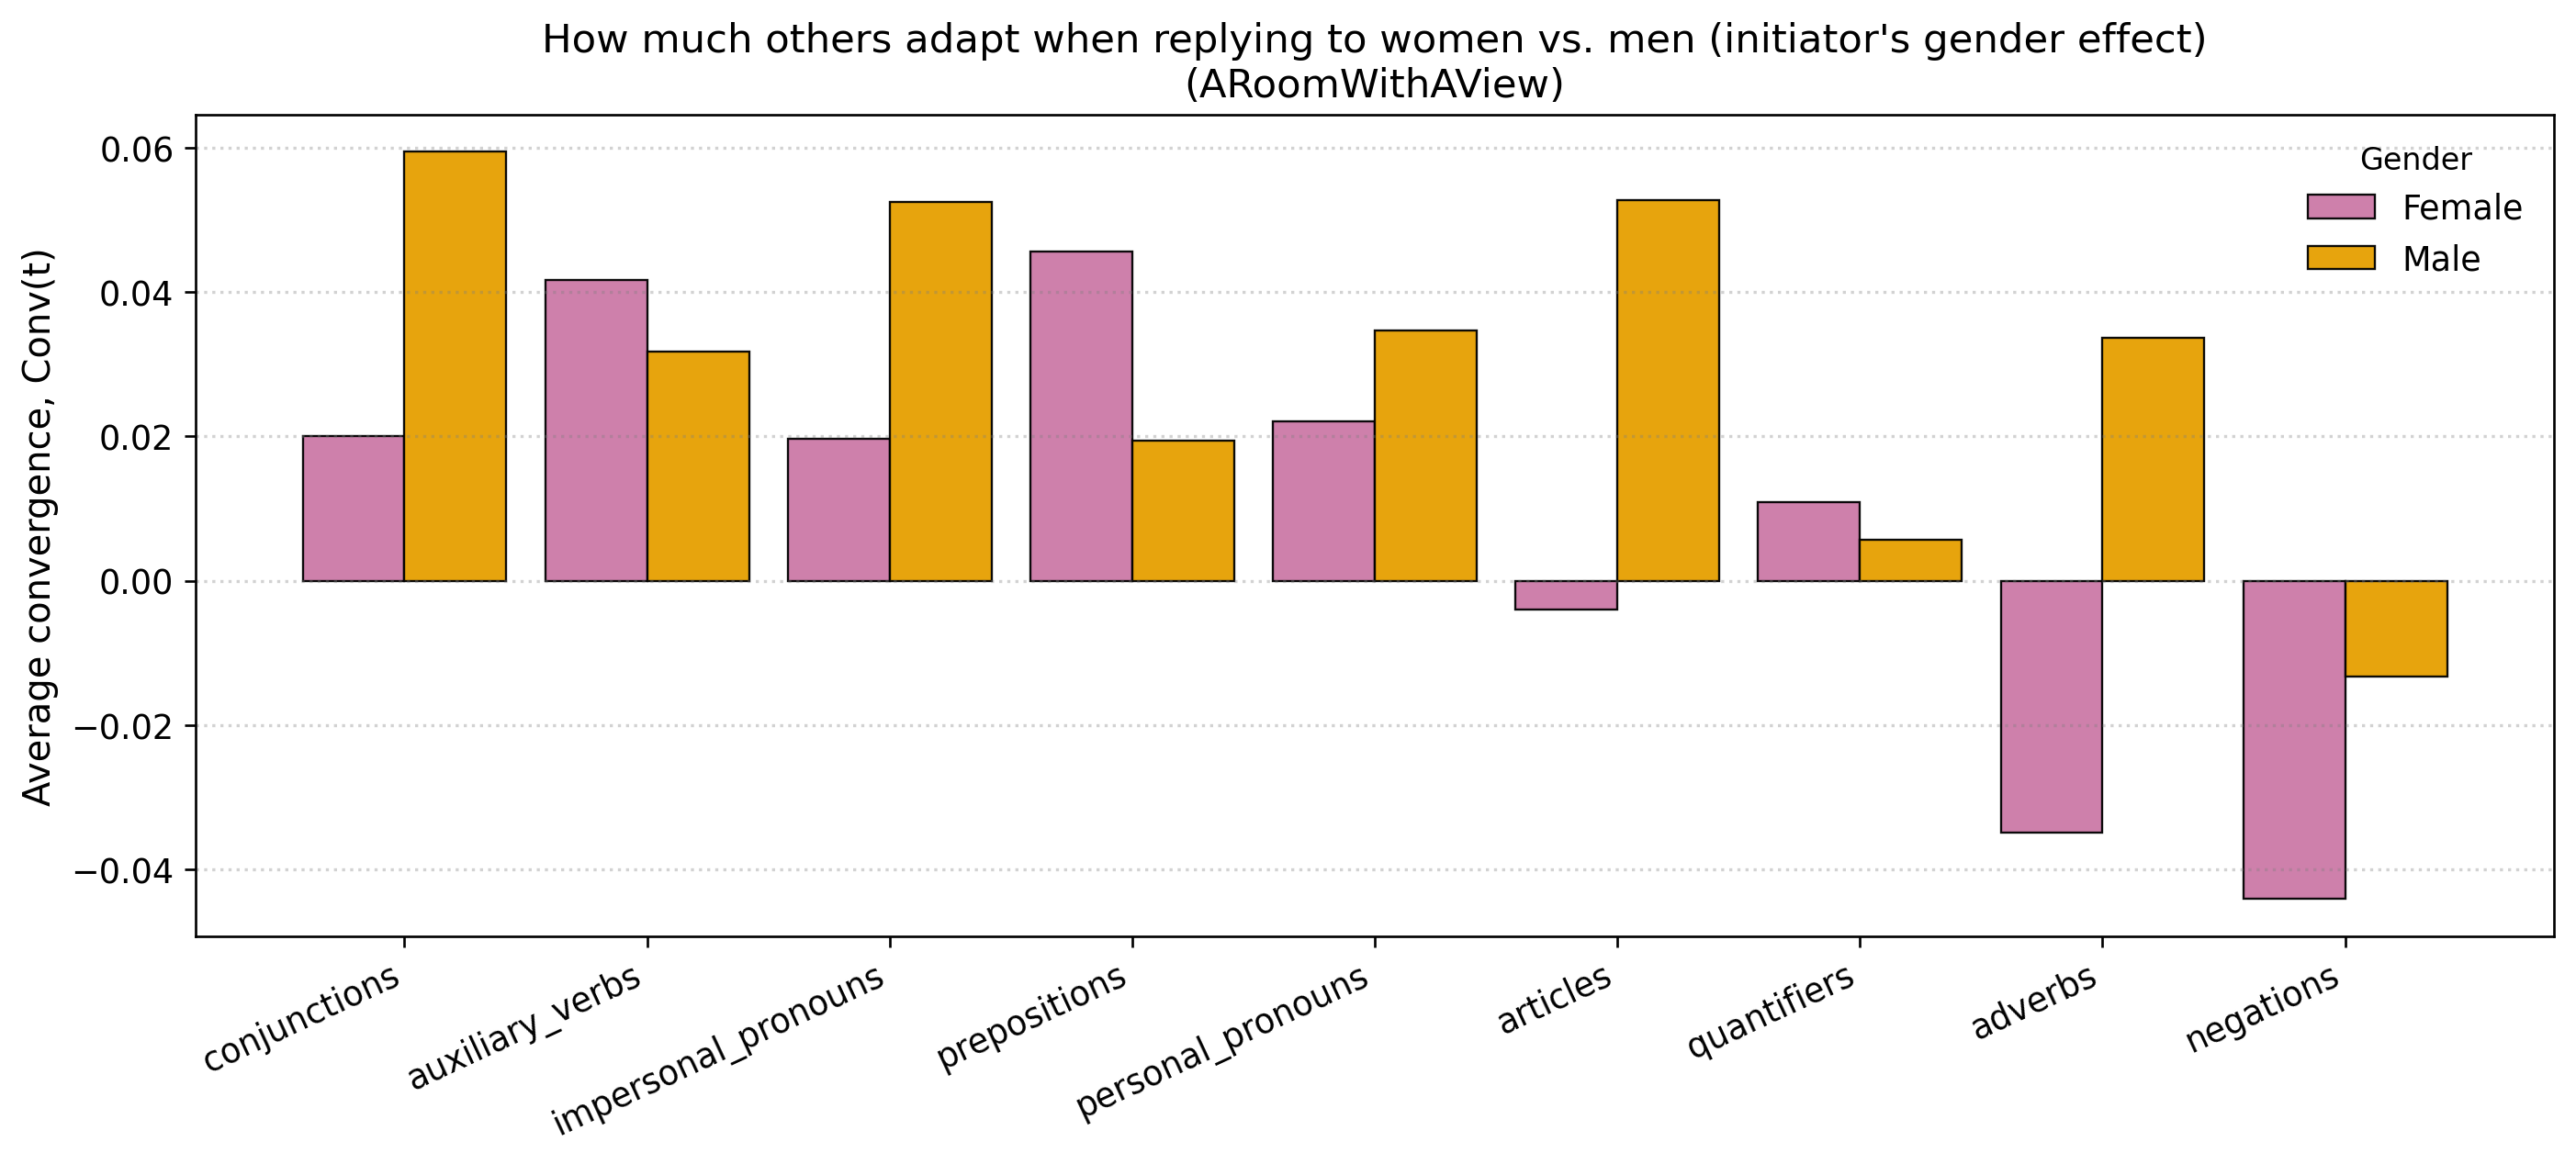 How much others adapt when replying to women vs. men (initiator's gender effect)
(ARoomWithAView)
Average convergence, Conv(t)
0.06
0.04
0.02
0.00
−0.02
−0.04
Gender
Female
Male
conjunctions
auxiliary_verbs
impersonal_pronouns
prepositions
personal_pronouns
articles
quantifiers
adverbs
negations